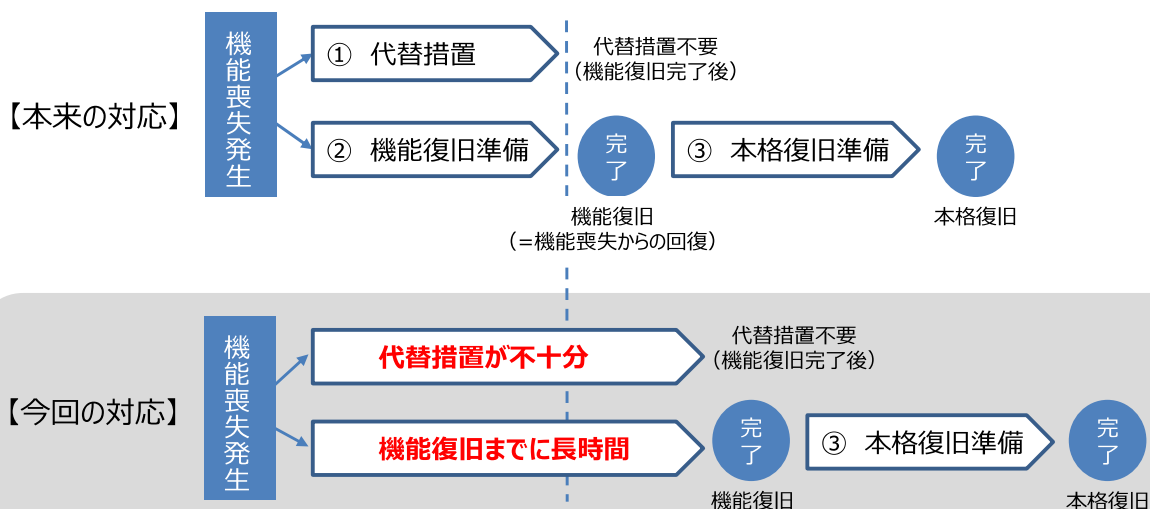 【本来の対応】
機能喪失発生
① 代替措置
代替措置不要
（機能復旧完了後）
② 機能復旧準備
完了
機能復旧
（=機能喪失からの回復）
③ 本格復旧準備
完了
本格復旧
【今回の対応】
機能喪失発生
代替措置が不十分
代替措置不要
（機能復旧完了後）
機能復旧までに長時間
完了
機能復旧
③ 本格復旧準備
完了
本格復旧